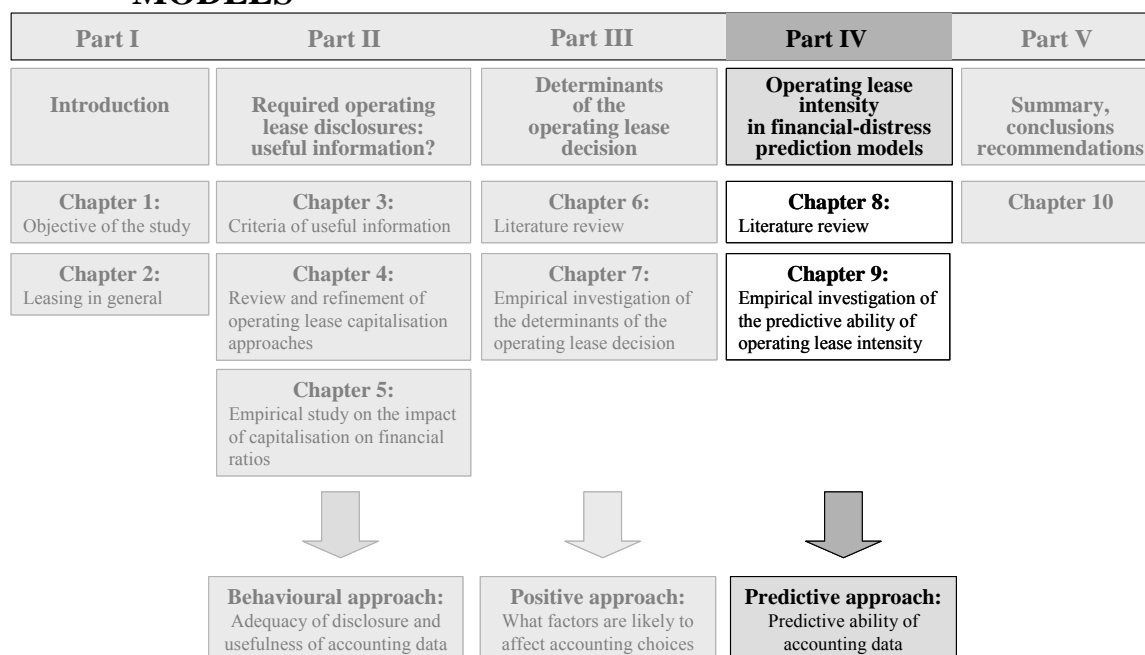 MODELS
Part I
Part II
Part III
Part IV
Part V
Introduction
Required operating
lease disclosures:
useful information?
Determinants
of the
operating lease
decision
Operating lease
intensity
in financial-distress
prediction models
Summary,
conclusions
recommendations
Chapter 1:
Objective of the study
Chapter 3:
Criteria of useful information
Chapter 6:
Literature review
Chapter 8:
Literature review
Chapter 10
Chapter 2:
Leasing in general
Chapter 4:
Review and refinement of
operating lease capitalisation
approaches
Chapter 7:
Empirical investigation of
the determinants of the
operating lease decision
Chapter 9:
Empirical investigation of
the predictive ability of
operating lease intensity
Chapter 5:
Empirical study on the impact
of capitalisation on financial
ratios
Behavioural approach:
Adequacy of disclosure and
usefulness of accounting data
Positive approach:
What factors are likely to
affect accounting choices
Predictive approach:
Predictive ability of
accounting data